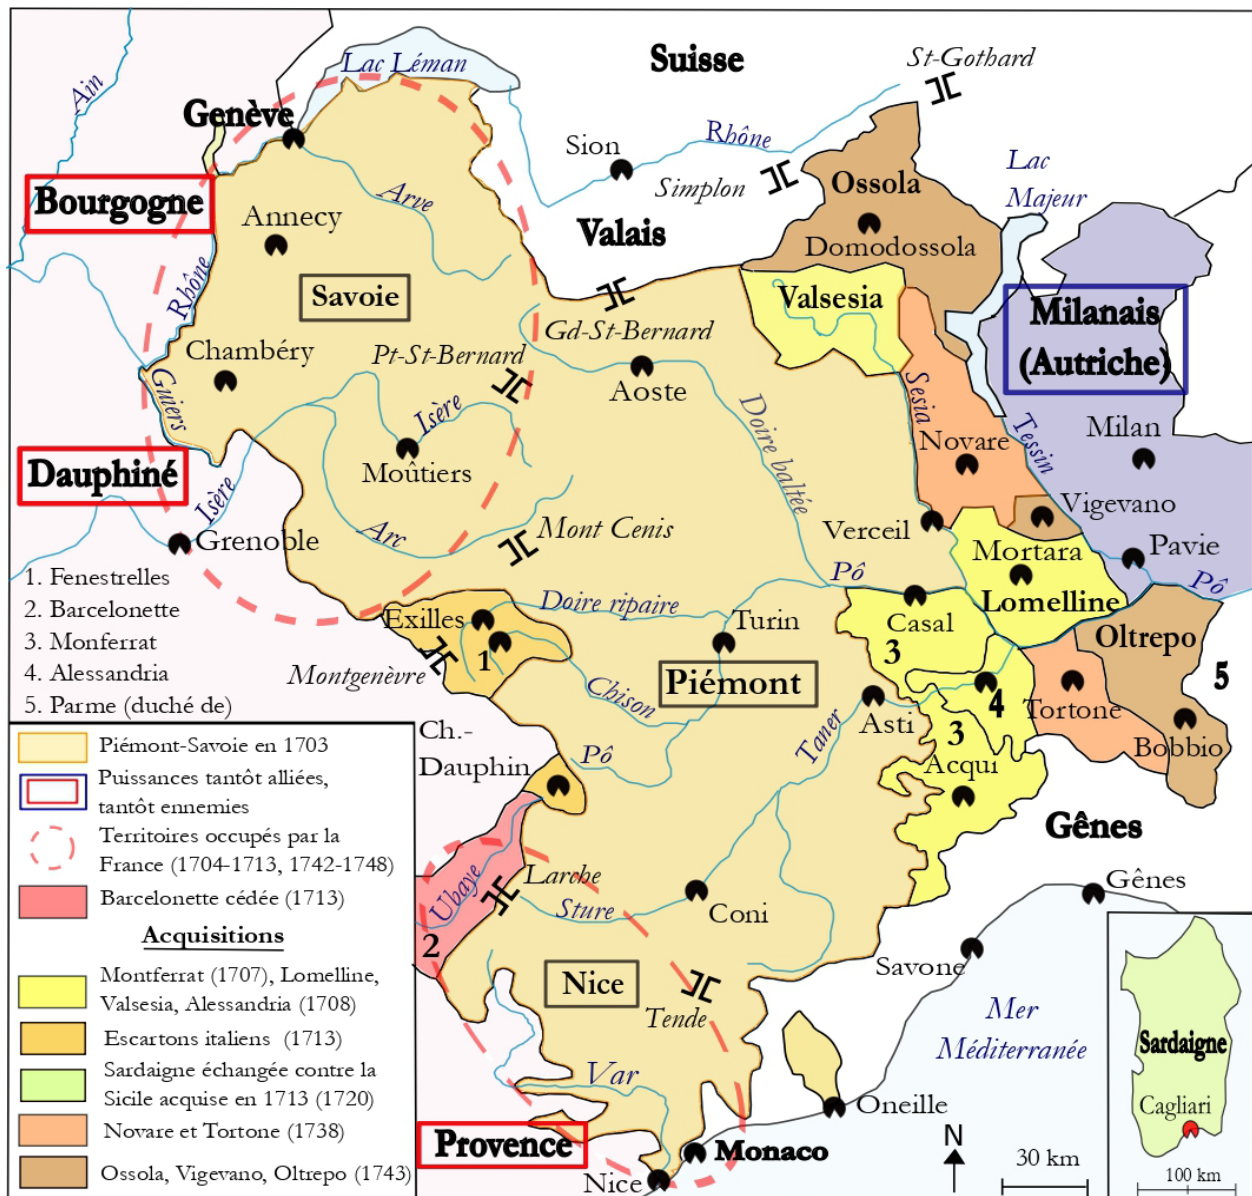 Lac Léman
Suisse
St-Gothard
Ain
Genève
Rhône
Sion
Simplon
Lac
Majeur
Ossola
Domodossola
Bourgogne
Annecy
Arve
Valais
Rhône
Savoie
Valsesia
Milanais
(Autriche)
Gd-St-Bernard
Chambéry
Pt-St-Bernard
Guiers
Aoste
Isère
Doire baltée
Sesia
Novare
Tessin
Milan
Moûtiers
Dauphiné
Isère
Arc
Mont Cenis
Verceil
Vigevano
Grenoble
Mortara
Pavie
Pô
Pô
1. Fenestrelles
2. Barcelonette
3. Monferrat
4. Alessandria
5. Parme (duché de)
Exilles
Doire ripaire
Turin
Casal
Lomelline
Oltrepo
1
3
5
Montgenèvre
Chison
Piémont
4
Asti
Tortone
Taner
3
Acqui
Bobbio
Ch.-
Dauphin
Pô
Gênes
Ubaye
Larche
Sture
Coni
Gênes
2
Savone
Nice
Tende
Mer
Méditerranée
Var
Oneille
Provence
Monaco
Nice
N
30 km
Sardaigne
Cagliari
100 km
Piémont-Savoie en 1703
Puissances tantôt alliées,
tantôt ennemies
Territoires occupés par la
France (1704-1713, 1742-1748)
Barcelonette cédée (1713)
Acquisitions
Montferrat (1707), Lomelline,
Valsesia, Alessandria (1708)
Escartons italiens (1713)
Sardaigne échangée contre la
Sicile acquise en 1713 (1720)
Novare et Tortone (1738)
Ossola, Vigevano, Oltrepo (1743)